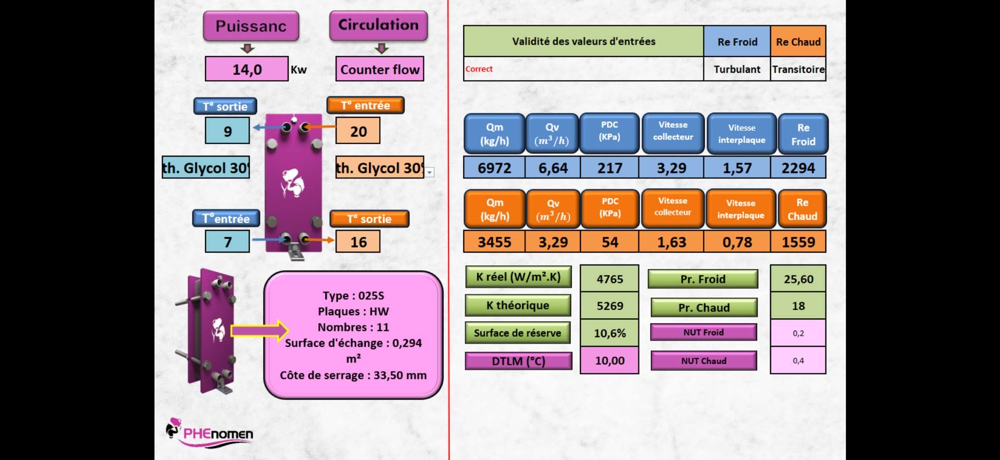 Puissanc
Circulation
14,0 Kw
Counter flow
T° sortie
T° entrée
9
20
th. Glycol 30
th. Glycol 30
T°entrée
T° sortie
7
16
Type : 025S
Plaques : HW
Nombres : 11
Surface d'échange : 0,294
m²
Côte de serrage : 33,50 mm
PHEnomen
Validité des valeurs d'entrées Re Froid Re Chaud
Correct Turbulant Transitoire
Qm (kg/h)
Qv (m³/h)
PDC (KPa)
Vitesse collecteur
Vitesse interplaque
Re Froid
6972 6,64 217 3,29 1,57 2294
Qm (kg/h)
Qv (m³/h)
PDC (KPa)
Vitesse collecteur
Vitesse interplaque
Re Chaud
3455 3,29 54 1,63 0,78 1559
K réel (W/m².K) 4765 Pr. Froid 25,60
K théorique 5269 Pr. Chaud 18
Surface de réserve 10,6% NUT Froid 0,2
DTLM (°C) 10,00 NUT Chaud 0,4